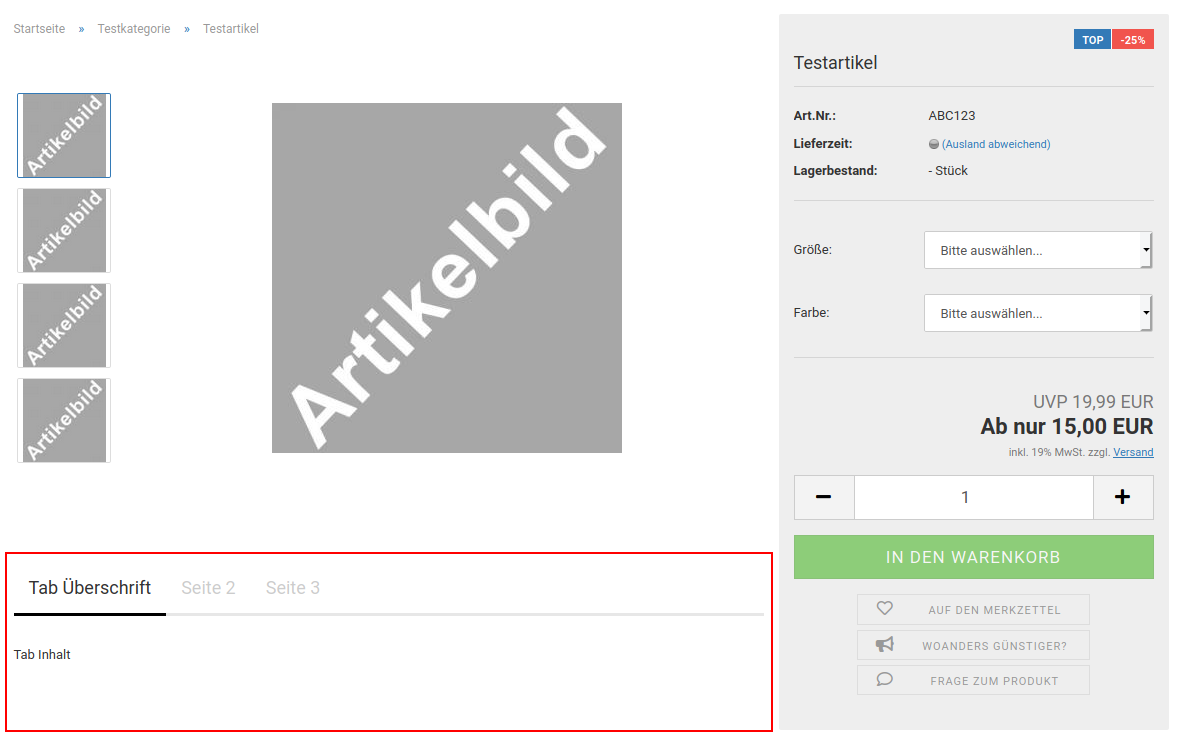 Startseite » Testkategorie » Testartikel
Artikelbild
Artikelbild
Artikelbild
Artikelbild
Artikelbild
Tab Überschrift Seite 2 Seite 3
Tab Inhalt
TOP -25%
Testartikel
Art.Nr.: ABC123
Lieferzeit: (Ausland abweichend)
Lagerbestand: - Stück
Größe: Bitte auswählen...
Farbe: Bitte auswählen...
UVP 19,99 EUR
Ab nur 15,00 EUR
inkl. 19% MwSt. zzgl. Versand
− 1 +
IN DEN WARENKORB
AUF DEN MERKZETTEL
WOANDERS GÜNSTIGER?
FRAGE ZUM PRODUKT